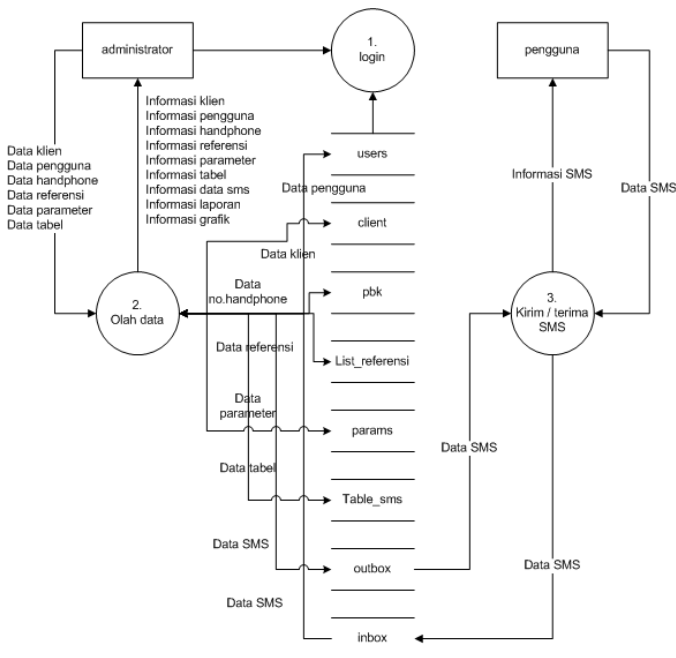 administrator
1.
login
pengguna
Informasi klien
Informasi pengguna
Informasi handphone
Informasi referensi
Informasi parameter
Informasi tabel
Informasi data sms
Informasi laporan
Informasi grafik
Data klien
Data pengguna
Data handphone
Data referensi
Data parameter
Data tabel
users
Data pengguna
Informasi SMS
Data SMS
client
Data klien
Data
no.handphone
pbk
2.
Olah data
3.
Kirim / terima
SMS
Data referensi
List_referensi
Data
parameter
params
Data SMS
Data tabel
Table_sms
Data SMS
outbox
Data SMS
Data SMS
inbox